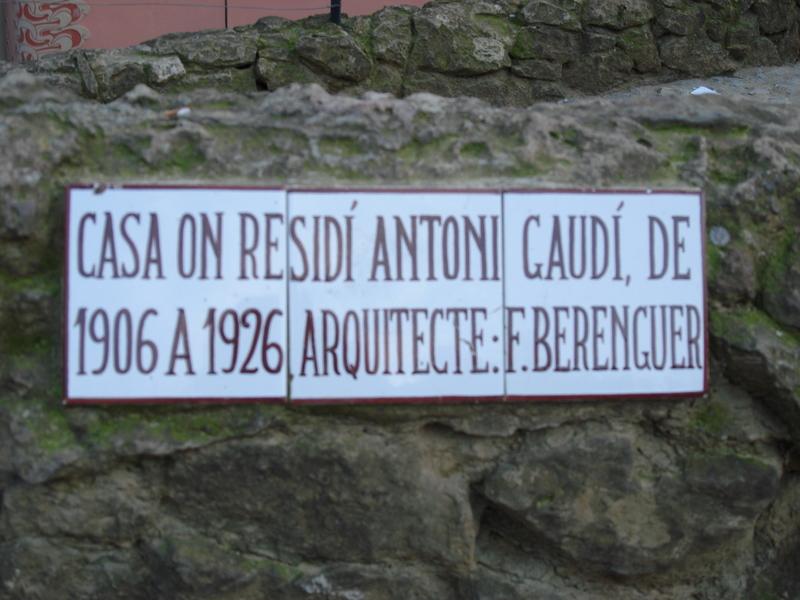 CASA ON RESIDÍ ANTONI GAUDÍ, DE
1906 A 1926 ARQUITECTE: F. BERENGUER